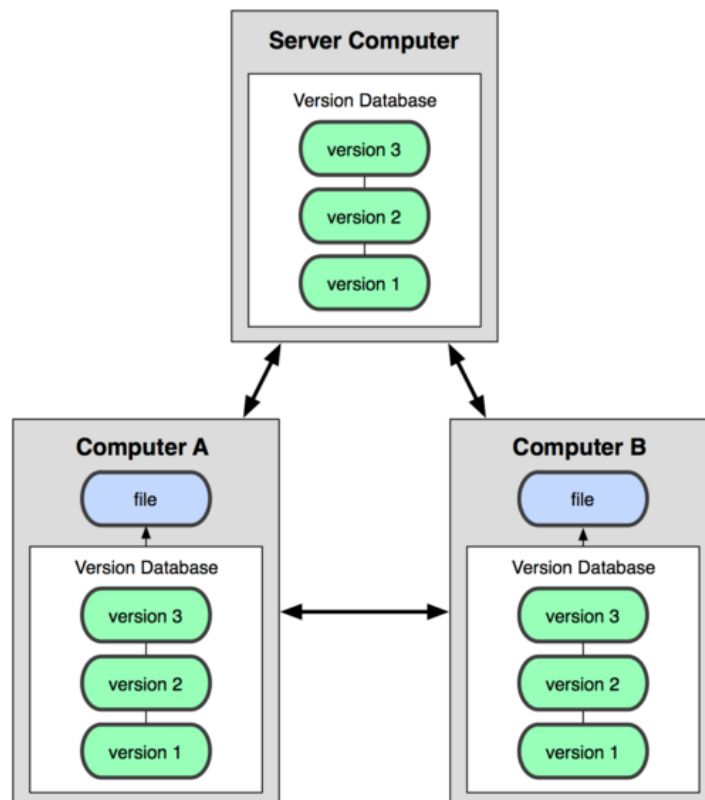 Server Computer
Version Database
version 3
version 2
version 1
Computer A
file
Version Database
version 3
version 2
version 1
Computer B
file
Version Database
version 3
version 2
version 1